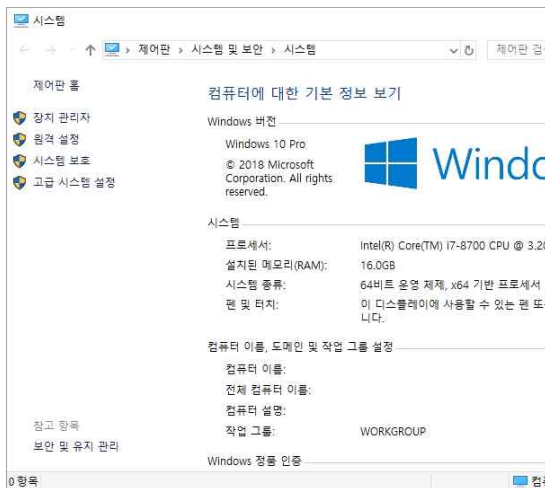 시스템
제어판 › 시스템 및 보안 › 시스템
제어판
제어판 홈
장치 관리자
원격 설정
시스템 보호
고급 시스템 설정
컴퓨터에 대한 기본 정보 보기
Windows 버전
Windows 10 Pro
© 2018 Microsoft
Corporation. All rights
reserved.
Windo
시스템
프로세서: Intel(R) Core(TM) i7-8700 CPU @ 3.20
설치된 메모리(RAM): 16.0GB
시스템 종류: 64비트 운영 체제, x64 기반 프로세서
펜 및 터치: 이 디스플레이에 사용할 수 있는 펜 또
니다.
컴퓨터 이름, 도메인 및 작업 그룹 설정
컴퓨터 이름:
전체 컴퓨터 이름:
컴퓨터 설명:
작업 그룹: WORKGROUP
Windows 정품 인증
참고 항목
보안 및 유지 관리
0 항목